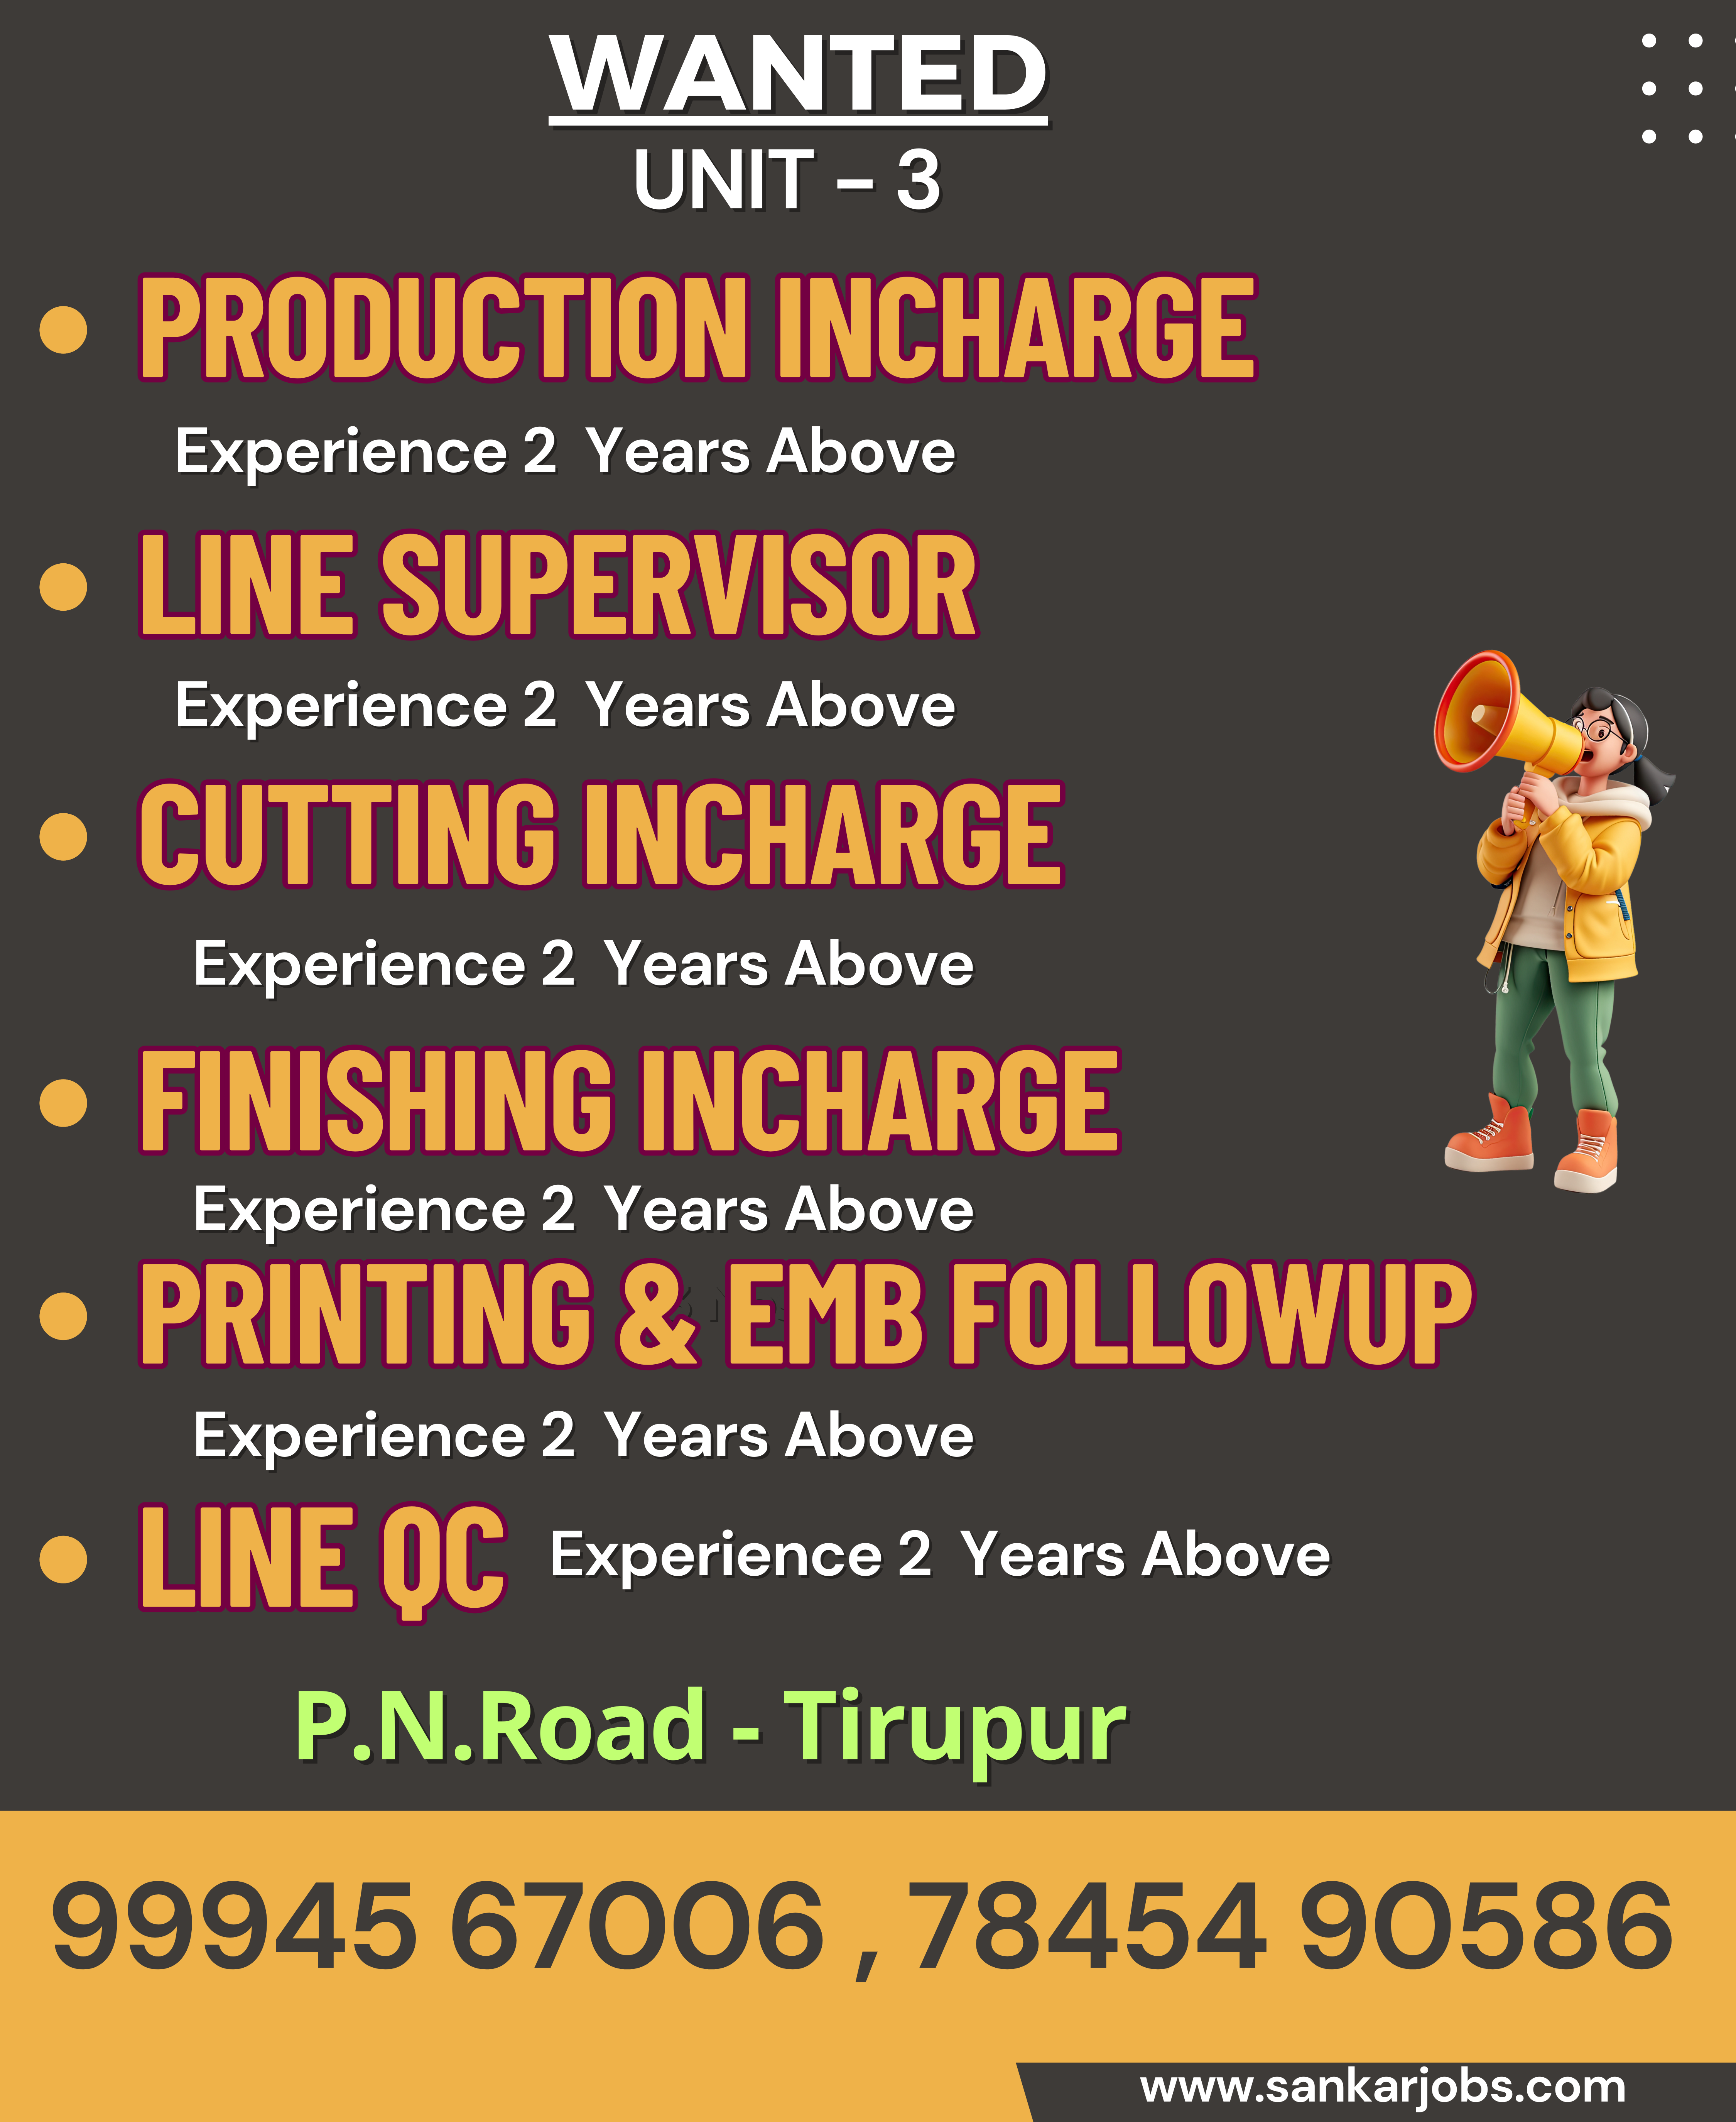 WANTED
UNIT – 3
PRODUCTION INCHARGE
Experience 2 Years Above
LINE SUPERVISOR
Experience 2 Years Above
CUTTING INCHARGE
Experience 2 Years Above
FINISHING INCHARGE
Experience 2 Years Above
PRINTING & EMB FOLLOWUP
Experience 2 Years Above
LINE QC Experience 2 Years Above
P.N.Road - Tirupur
99945 67006 , 78454 90586
www.sankarjobs.com